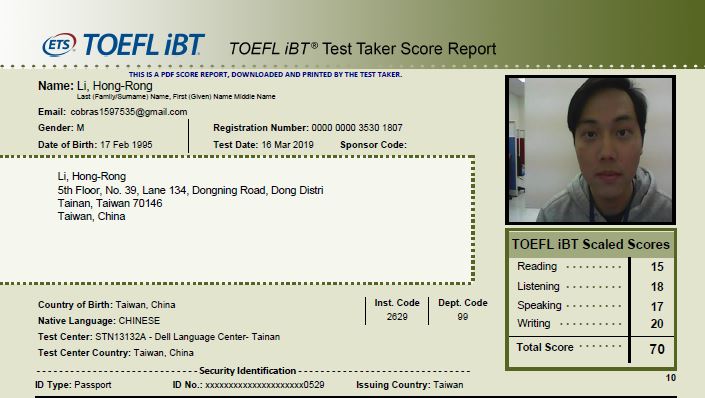 ETS TOEFL iBT. TOEFL iBT® Test Taker Score Report
THIS IS A PDF SCORE REPORT, DOWNLOADED AND PRINTED BY THE TEST TAKER.
Name: Li, Hong-Rong
Last (Family/Surname) Name, First (Given) Name Middle Name
Email: cobras1597535@gmail.com
Gender: M
Registration Number: 0000 0000 3530 1807
Date of Birth: 17 Feb 1995
Test Date: 16 Mar 2019 Sponsor Code:
Li, Hong-Rong
5th Floor, No. 39, Lane 134, Dongning Road, Dong Distri
Tainan, Taiwan 70146
Taiwan, China
TOEFL iBT Scaled Scores
Reading 15
Listening 18
Speaking 17
Writing 20
Total Score 70
Country of Birth: Taiwan, China
Native Language: CHINESE
Test Center: STN13132A - Dell Language Center- Tainan
Test Center Country: Taiwan, China
Inst. Code Dept. Code
2629 99
Security Identification
ID Type: Passport ID No.: xxxxxxxxxxxxxxxxxxxxx0529 Issuing Country: Taiwan
10